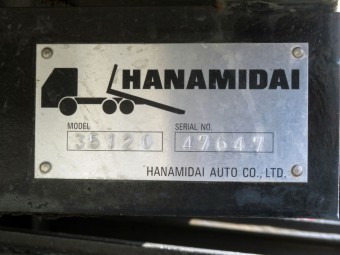 HANAMIDAI
MODEL SERIAL NO.
35120 47647
HANAMIDAI AUTO CO., LTD.